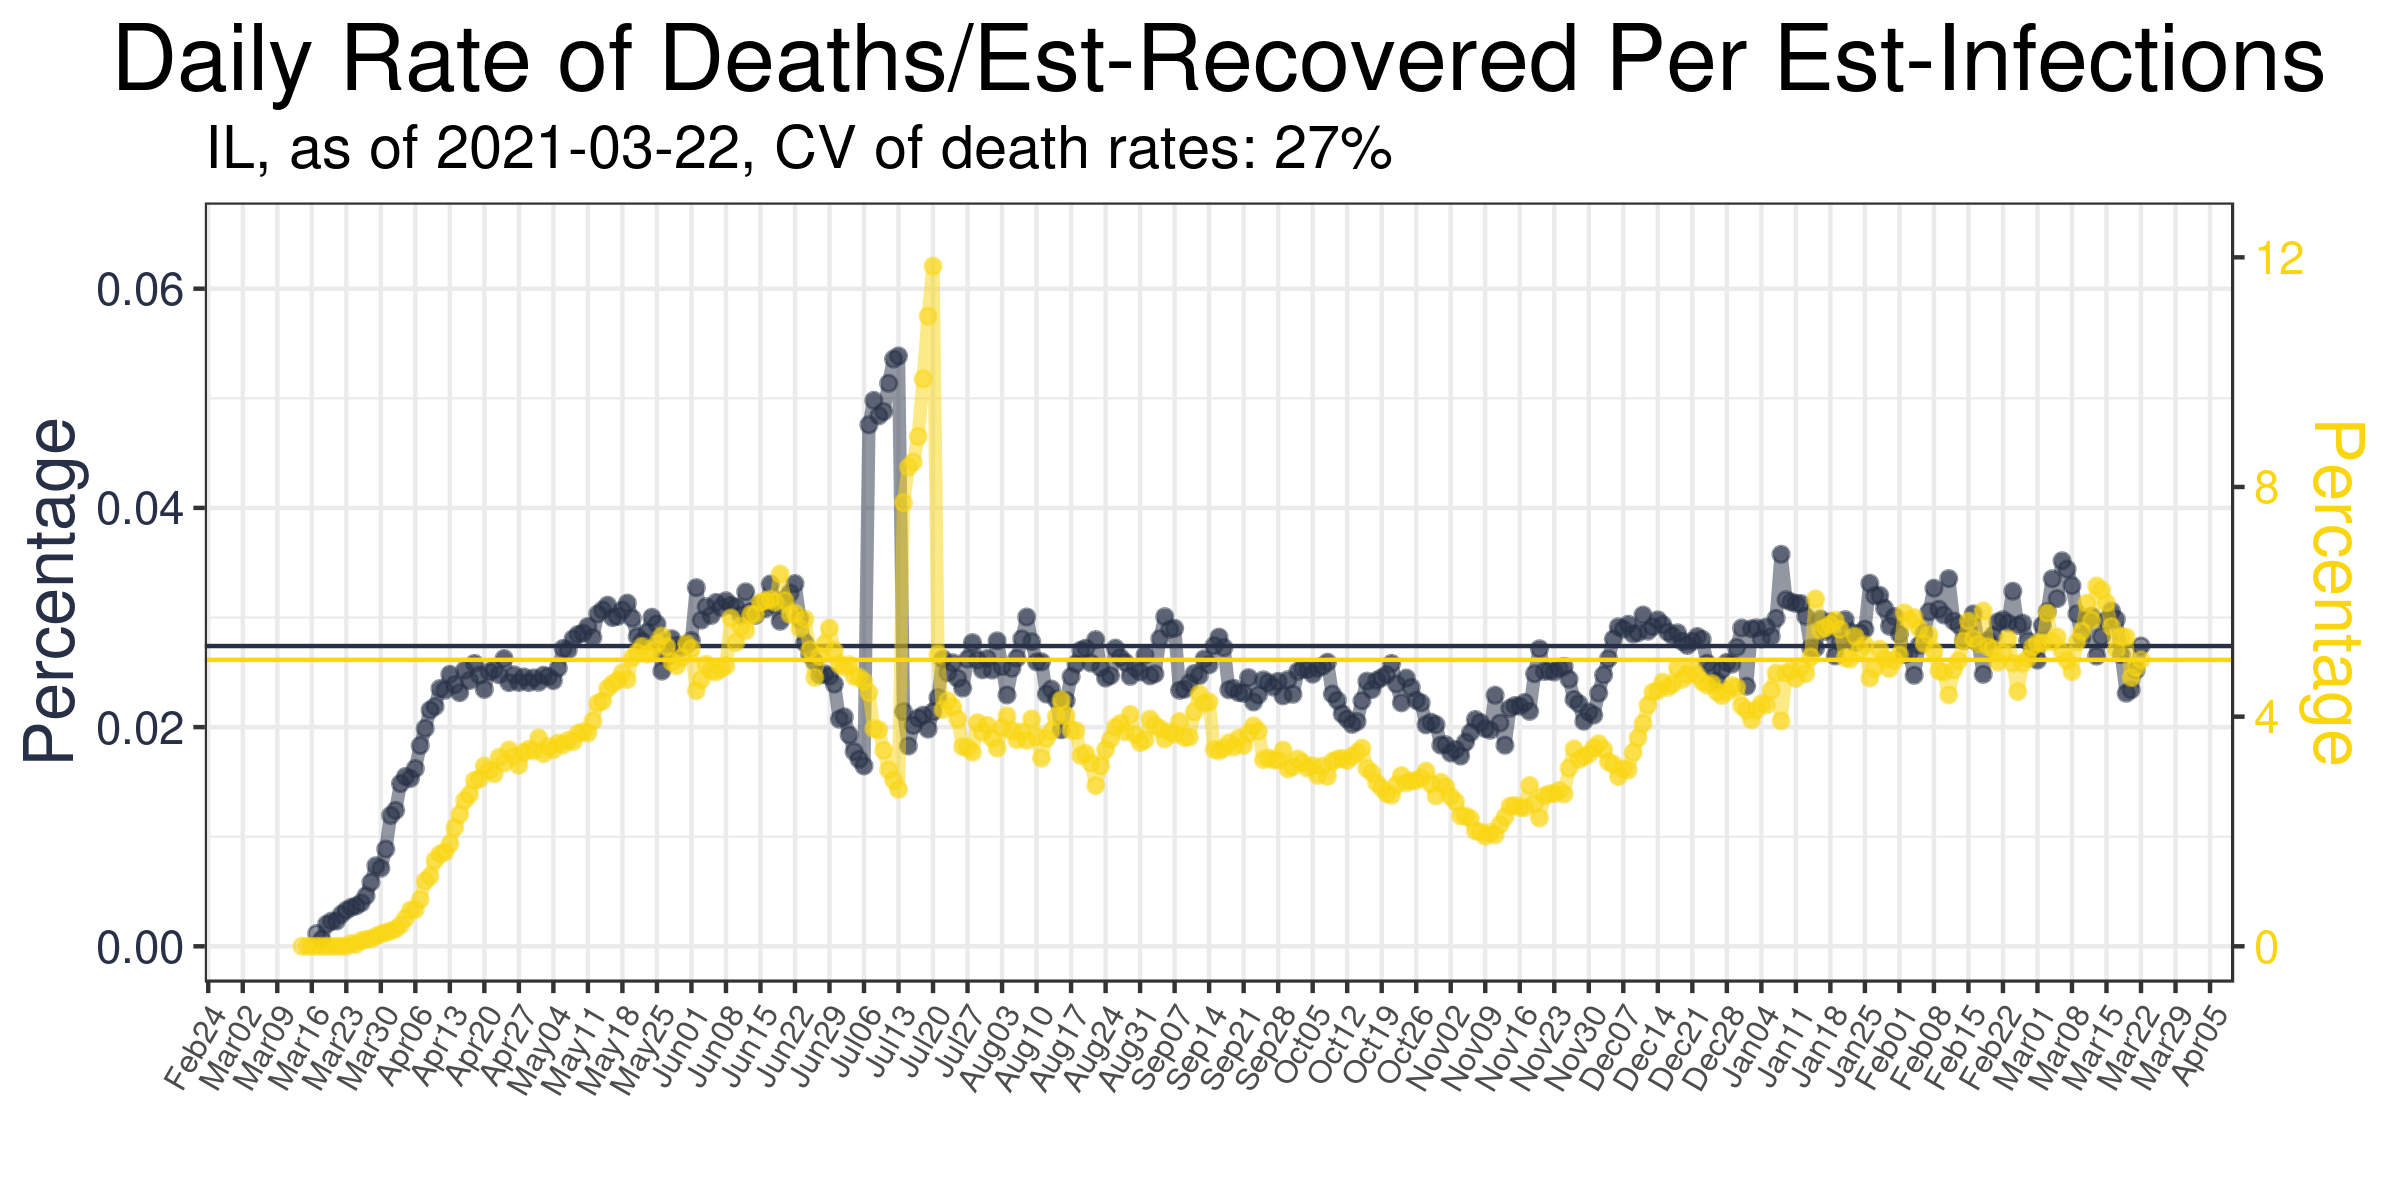 Daily Rate of Deaths/Est-Recovered Per Est-Infections
IL, as of 2021-03-22, CV of death rates: 27%
Percentage
0.06
0.04
0.02
0.00
12
8
4
0
Percentage
Feb24
Mar02
Mar09
Mar16
Mar23
Mar30
Apr06
Apr13
Apr20
Apr27
May04
May11
May18
May25
Jun01
Jun08
Jun15
Jun22
Jun29
Jul06
Jul13
Jul20
Jul27
Aug03
Aug10
Aug17
Aug24
Aug31
Sep07
Sep14
Sep21
Sep28
Oct05
Oct12
Oct19
Oct26
Nov02
Nov09
Nov16
Nov23
Nov30
Dec07
Dec14
Dec21
Dec28
Jan04
Jan11
Jan18
Jan25
Feb01
Feb08
Feb15
Feb22
Mar01
Mar08
Mar15
Mar22
Mar29
Apr05